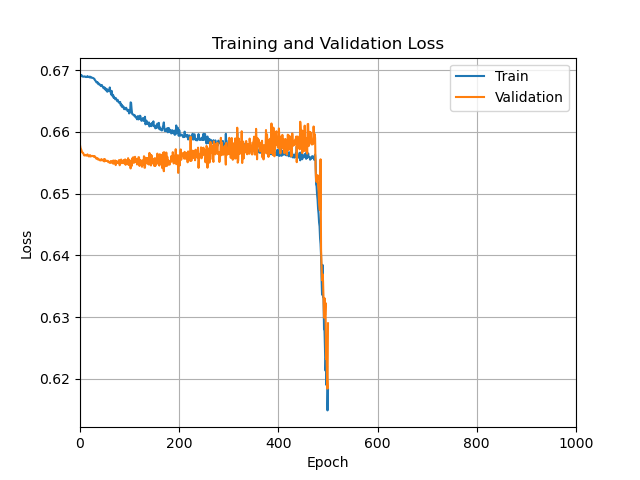 Training and Validation Loss
Train
Validation
0.67
0.66
0.65
0.64
0.63
0.62
Loss
0 200 400 600 800 1000
Epoch